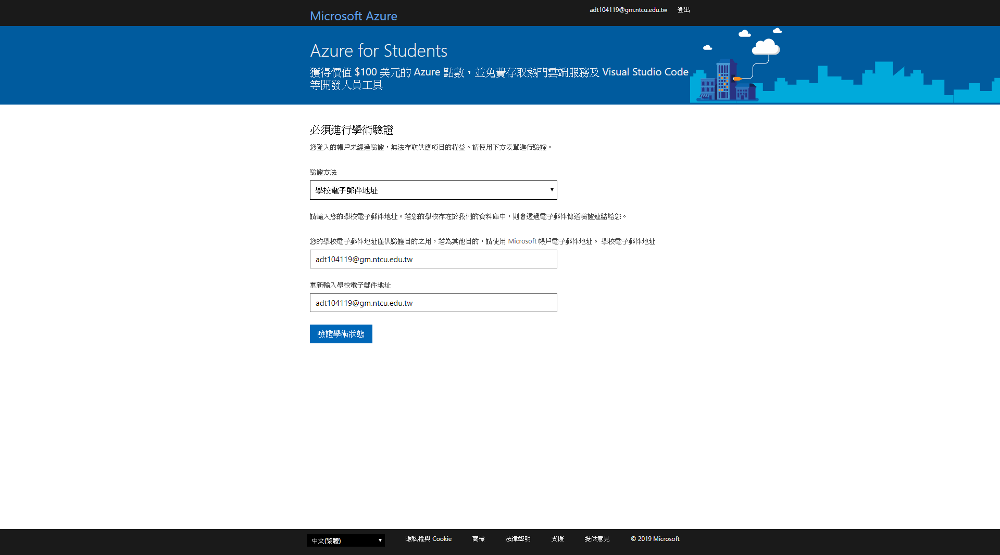 Microsoft Azure
adt104119@gm.ntcu.edu.tw 登出
Azure for Students
獲得價值 $100 美元的 Azure 點數，並免費存取熱門雲端服務及 Visual Studio Code
等開發人員工具
必須進行學術驗證
您登入的帳戶未經過驗證，無法存取供應項目的權益。請使用下方表單進行驗證。
驗證方法
學校電子郵件地址
請輸入您的學校電子郵件地址。若您的學校存在於我們的資料庫中，則會透過電子郵件傳送驗證連結給您。
您的學校電子郵件地址僅供驗證目的之用，若為其他目的，請使用 Microsoft 帳戶電子郵件地址。 學校電子郵件地址
adt104119@gm.ntcu.edu.tw
重新輸入學校電子郵件地址
adt104119@gm.ntcu.edu.tw
驗證學術狀態
中文(繁體) 隱私權與 Cookie 商標 法律聲明 支援 提供意見 © 2019 Microsoft